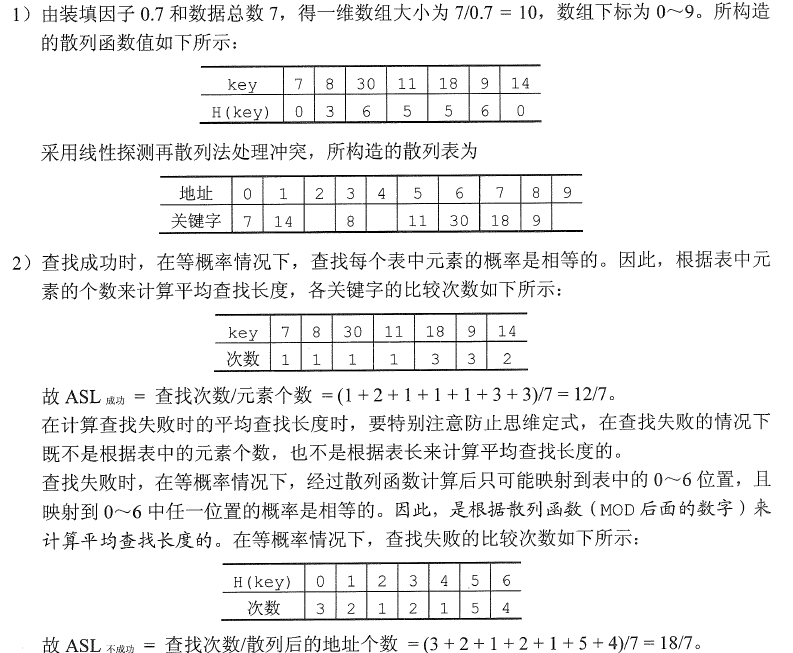 1）由装填因子 0.7 和数据总数 7，得一维数组大小为 7/0.7 = 10，数组下标为 0～9。所构造
的散列函数值如下所示：
key 7 8 30 11 18 9 14
H(key) 0 3 6 5 5 6 0
采用线性探测再散列法处理冲突，所构造的散列表为
地址 0 1 2 3 4 5 6 7 8 9
关键字 7 14 8 11 30 18 9
2）查找成功时，在等概率情况下，查找每个表中元素的概率是相等的。因此，根据表中元
素的个数来计算平均查找长度，各关键字的比较次数如下所示：
key 7 8 30 11 18 9 14
次数 1 1 1 1 3 3 2
故 ASL 成功 = 查找次数/元素个数 = (1 + 2 + 1 + 1 + 1 + 3 + 3)/7 = 12/7。
在计算查找失败时的平均查找长度时，要特别注意防止思维定式，在查找失败的情况下
既不是根据表中的元素个数，也不是根据表长来计算平均查找长度的。
查找失败时，在等概率情况下，经过散列函数计算后只可能映射到表中的 0～6 位置，且
映射到 0～6 中任一位置的概率是相等的。因此，是根据散列函数（MOD 后面的数字）来
计算平均查找长度的。在等概率情况下，查找失败的比较次数如下所示：
H(key) 0 1 2 3 4 5 6
次数 3 2 1 2 1 5 4
故 ASL 不成功 = 查找次数/散列后的地址个数 = (3 + 2 + 1 + 2 + 1 + 5 + 4)/7 = 18/7。